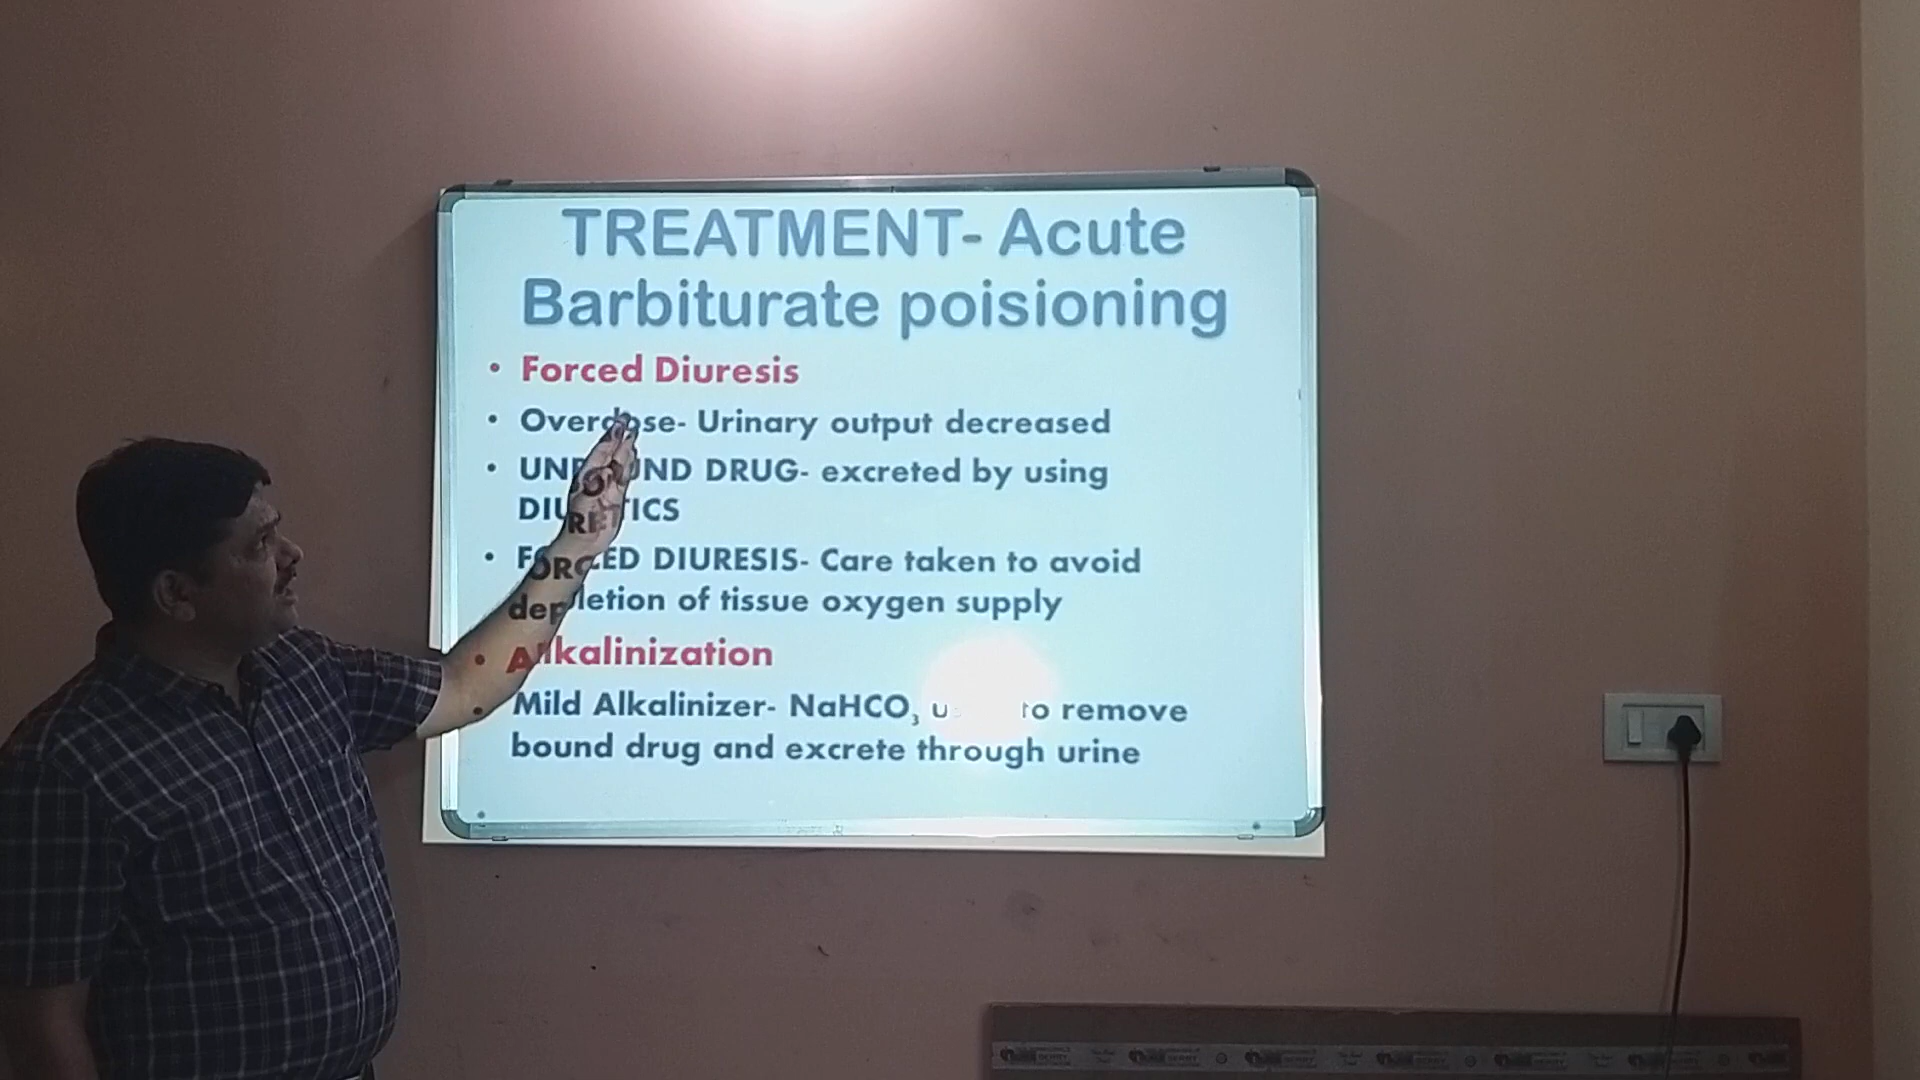 TREATMENT- Acute
Barbiturate poisioning
• Forced Diuresis
• Overdose- Urinary output decreased
• UNBOUND DRUG- excreted by using
DIURETICS
• FORCED DIURESIS- Care taken to avoid
depletion of tissue oxygen supply
• Alkalinization
• Mild Alkalinizer- NaHCO₃ to remove
bound drug and excrete through urine